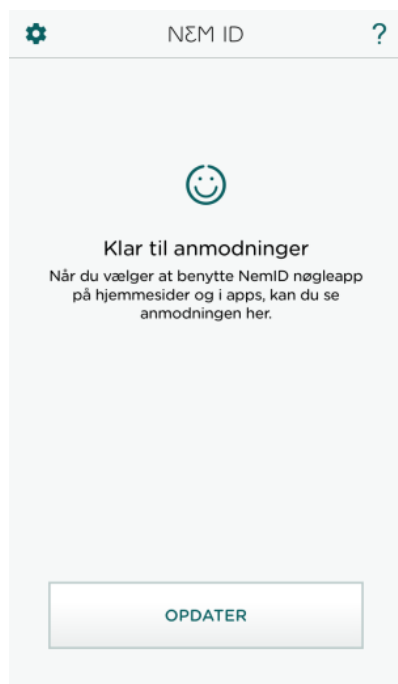 NEM ID ?
Klar til anmodninger
Når du vælger at benytte NemID nøgleapp
på hjemmesider og i apps, kan du se
anmodningen her.
OPDATER